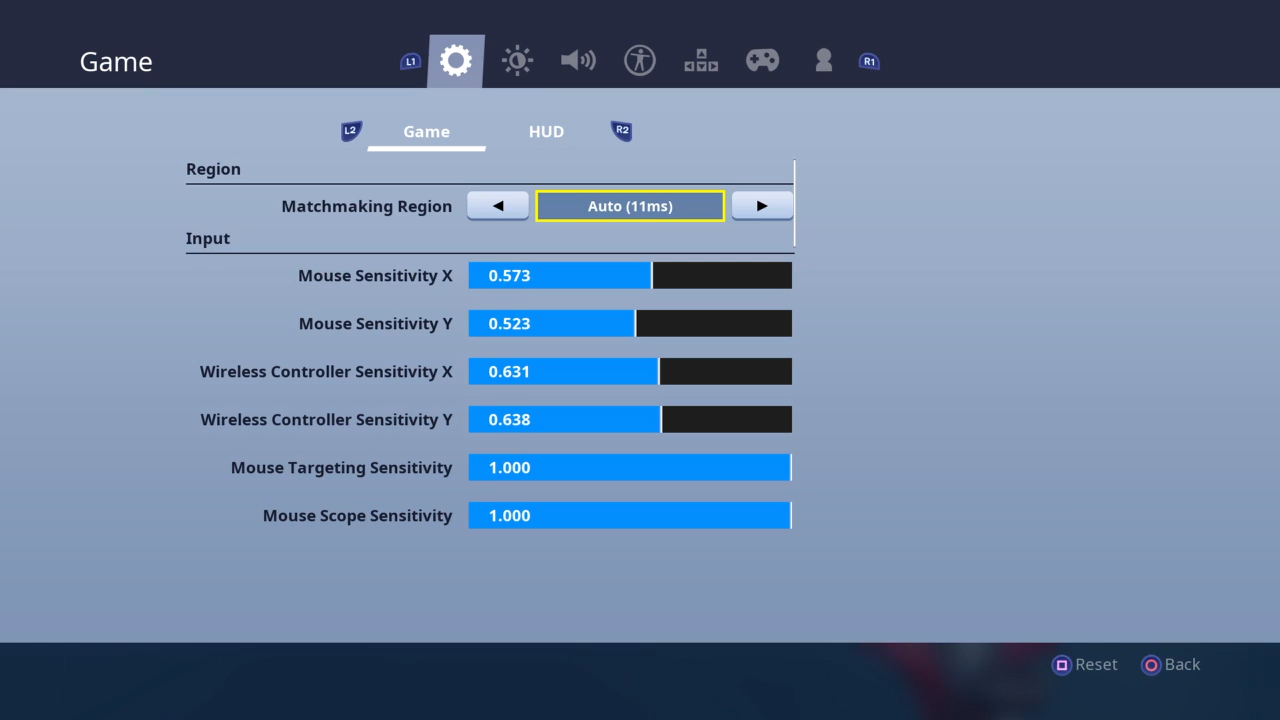 Game
L1
R1
L2
Game
HUD
R2
Region
Matchmaking Region
Auto (11ms)
Input
Mouse Sensitivity X
0.573
Mouse Sensitivity Y
0.523
Wireless Controller Sensitivity X
0.631
Wireless Controller Sensitivity Y
0.638
Mouse Targeting Sensitivity
1.000
Mouse Scope Sensitivity
1.000
Reset
Back